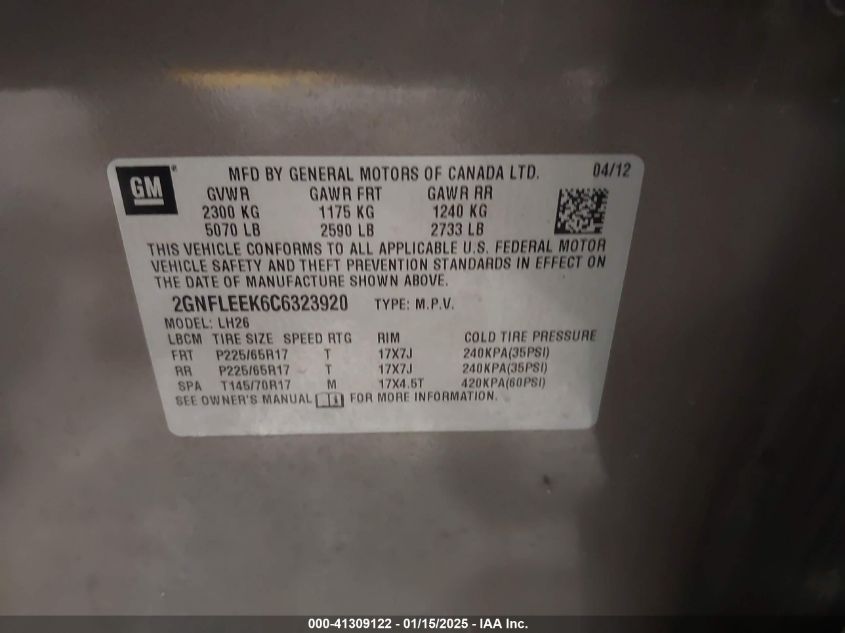 GM ® MFD BY GENERAL MOTORS OF CANADA LTD. 04/12
GVWR GAWR FRT GAWR RR
2300 KG 1175 KG 1240 KG
5070 LB 2590 LB 2733 LB
THIS VEHICLE CONFORMS TO ALL APPLICABLE U.S. FEDERAL MOTOR
VEHICLE SAFETY AND THEFT PREVENTION STANDARDS IN EFFECT ON
THE DATE OF MANUFACTURE SHOWN ABOVE.
2GNFLEEK6C6323920 TYPE: M.P.V.
MODEL: LH26
LBCM TIRE SIZE SPEED RTG RIM COLD TIRE PRESSURE
FRT P225/65R17 T 17X7J 240KPA(35PSI)
RR P225/65R17 T 17X7J 240KPA(35PSI)
SPA T145/70R17 M 17X4.5T 420KPA(60PSI)
SEE OWNER'S MANUAL FOR MORE INFORMATION.
000-41309122 - 01/15/2025 - IAA Inc.